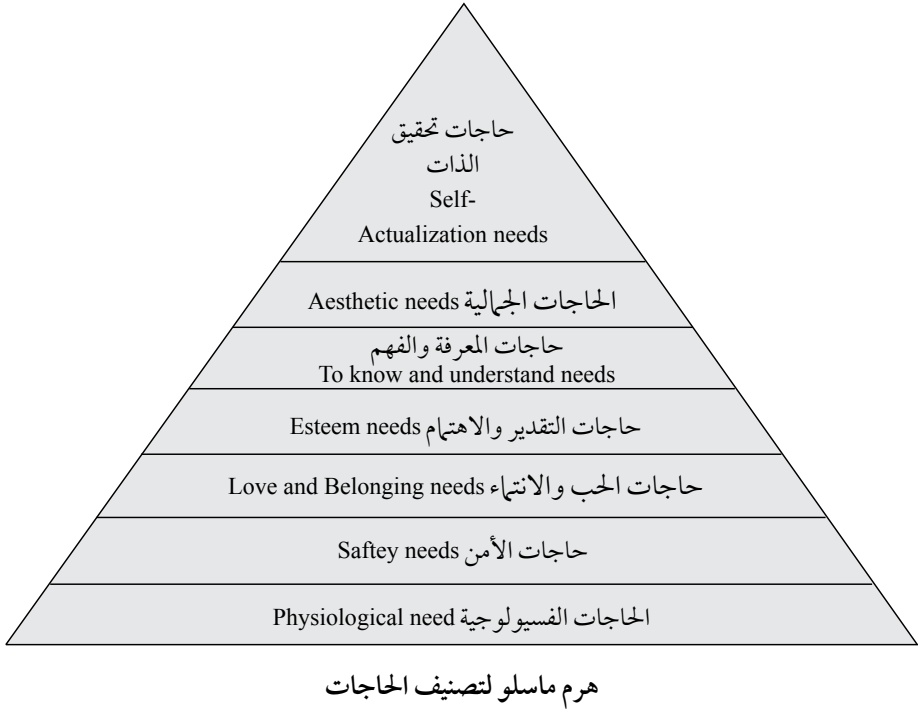 حاجات تحقيق
الذات
Self-
Actualization needs
الحاجات الجمالية Aesthetic needs
حاجات المعرفة والفهم
To know and understand needs
حاجات التقدير والاهتمام Esteem needs
حاجات الحب والانتماء Love and Belonging needs
حاجات الأمن Saftey needs
الحاجات الفسيولوجية Physiological need
هرم ماسلو لتصنيف الحاجات